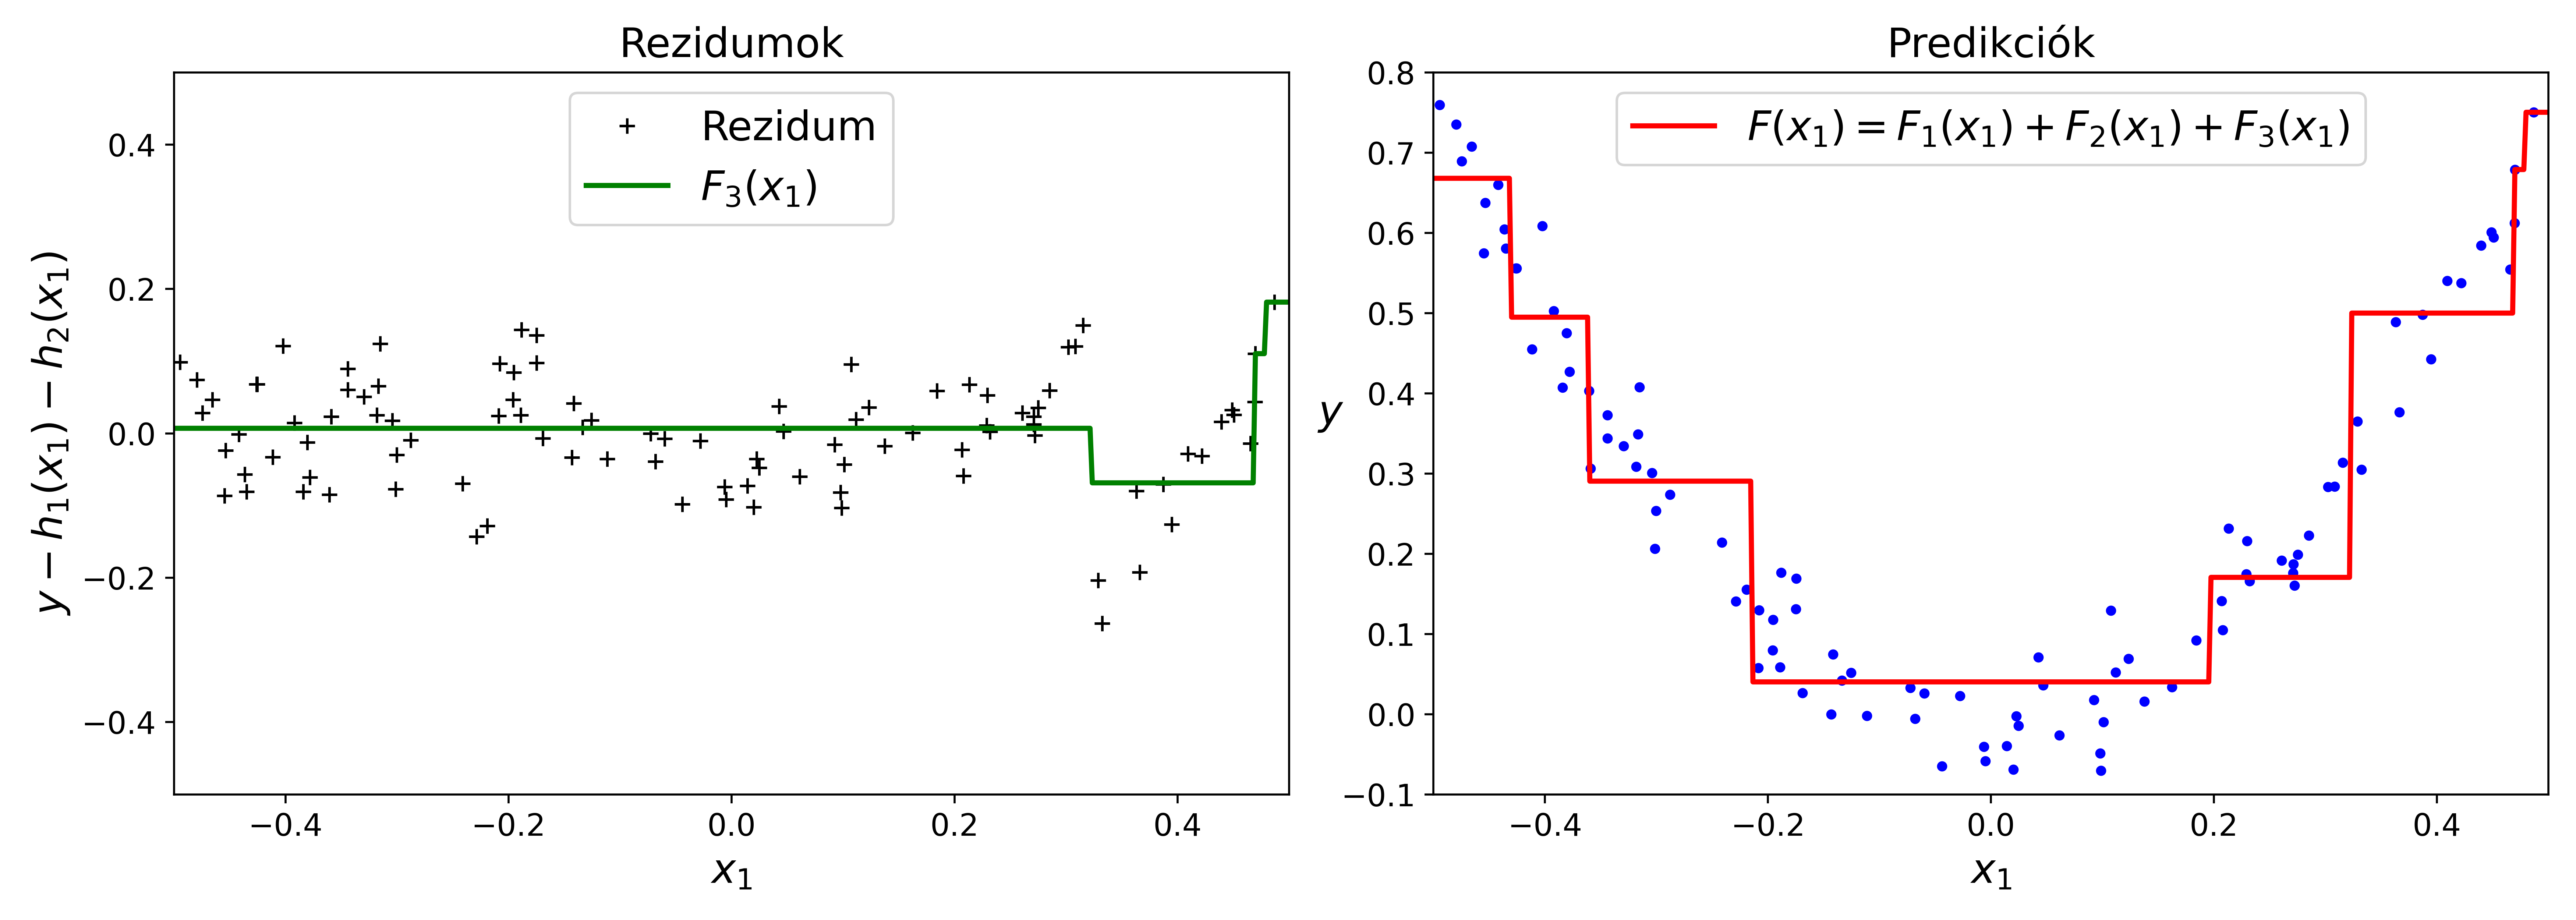 Rezidumok
Rezidum
F₃(x₁)
y − h₁(x₁) − h₂(x₁)
0.4
0.2
0.0
−0.2
−0.4
−0.4 −0.2 0.0 0.2 0.4
x₁
Predikciók
F(x₁) = F₁(x₁) + F₂(x₁) + F₃(x₁)
y
0.8
0.7
0.6
0.5
0.4
0.3
0.2
0.1
0.0
−0.1
−0.4 −0.2 0.0 0.2 0.4
x₁